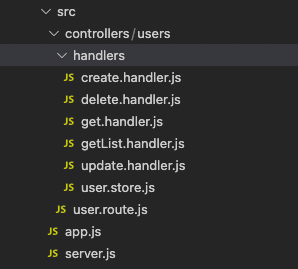 src
controllers/users
handlers
JS create.handler.js
JS delete.handler.js
JS get.handler.js
JS getList.handler.js
JS update.handler.js
JS user.store.js
JS user.route.js
JS app.js
JS server.js